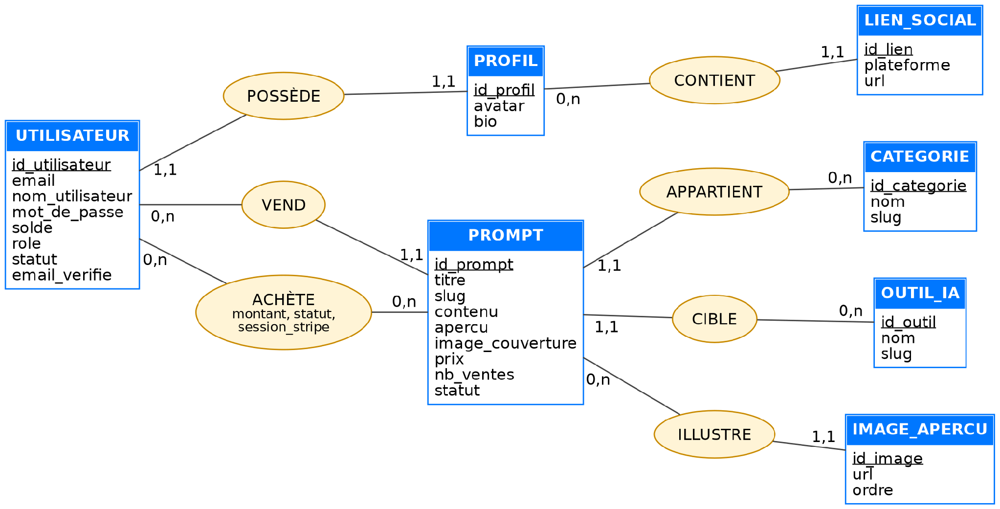 LIEN_SOCIAL
id_lien
plateforme
url
PROFIL
id_profil
avatar
bio
CONTIENT
1,1
0,n
POSSÈDE
1,1
1,1
UTILISATEUR
id_utilisateur
email
nom_utilisateur
mot_de_passe
solde
role
statut
email_verifie
VEND
0,n
1,1
ACHÈTE
montant, statut,
session_stripe
0,n
0,n
PROMPT
id_prompt
titre
slug
contenu
apercu
image_couverture
prix
nb_ventes
statut
APPARTIENT
1,1
0,n
CATEGORIE
id_categorie
nom
slug
CIBLE
1,1
0,n
OUTIL_IA
id_outil
nom
slug
ILLUSTRE
0,n
1,1
IMAGE_APERCU
id_image
url
ordre